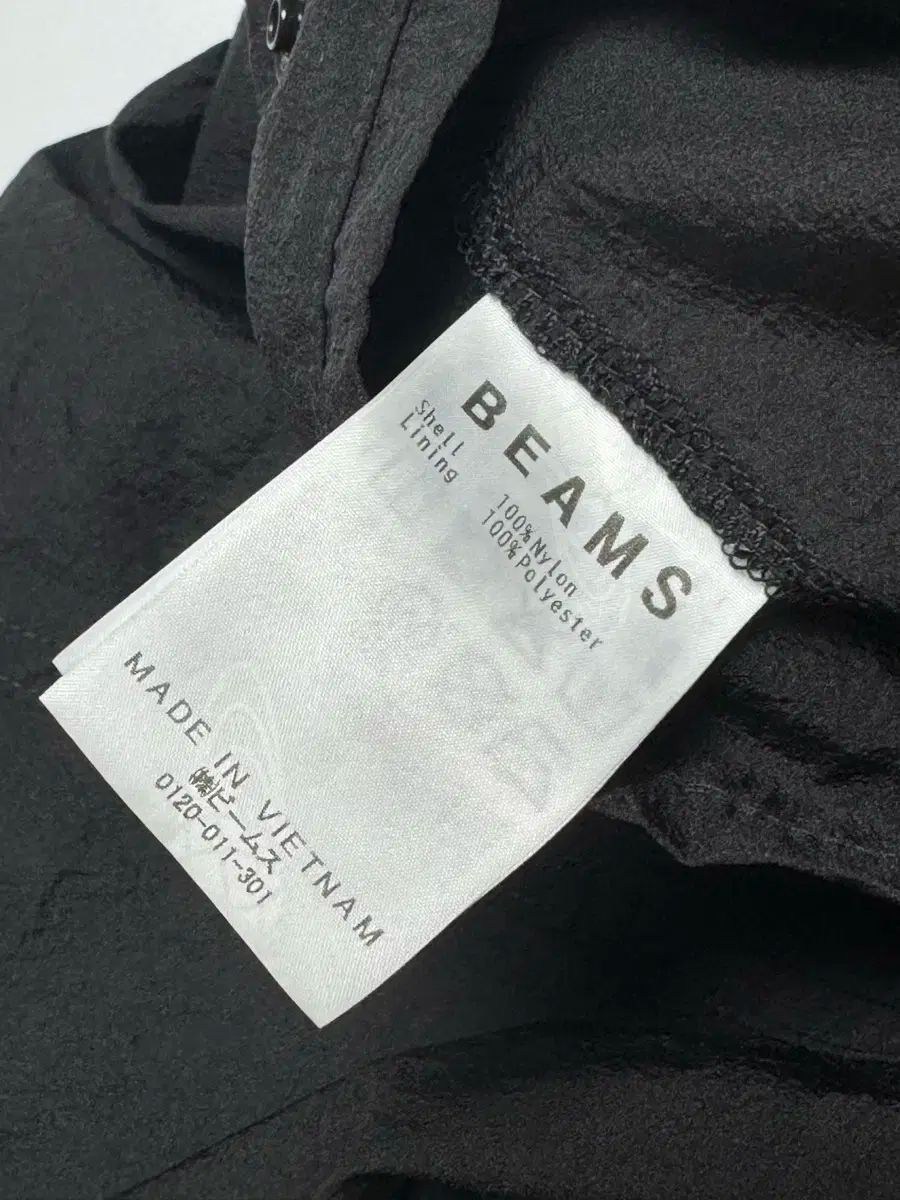 BEAMS
Shell 100%Nylon
Lining 100%Polyester
MADE IN VIETNAM
㈱ビームス
0120-011-301